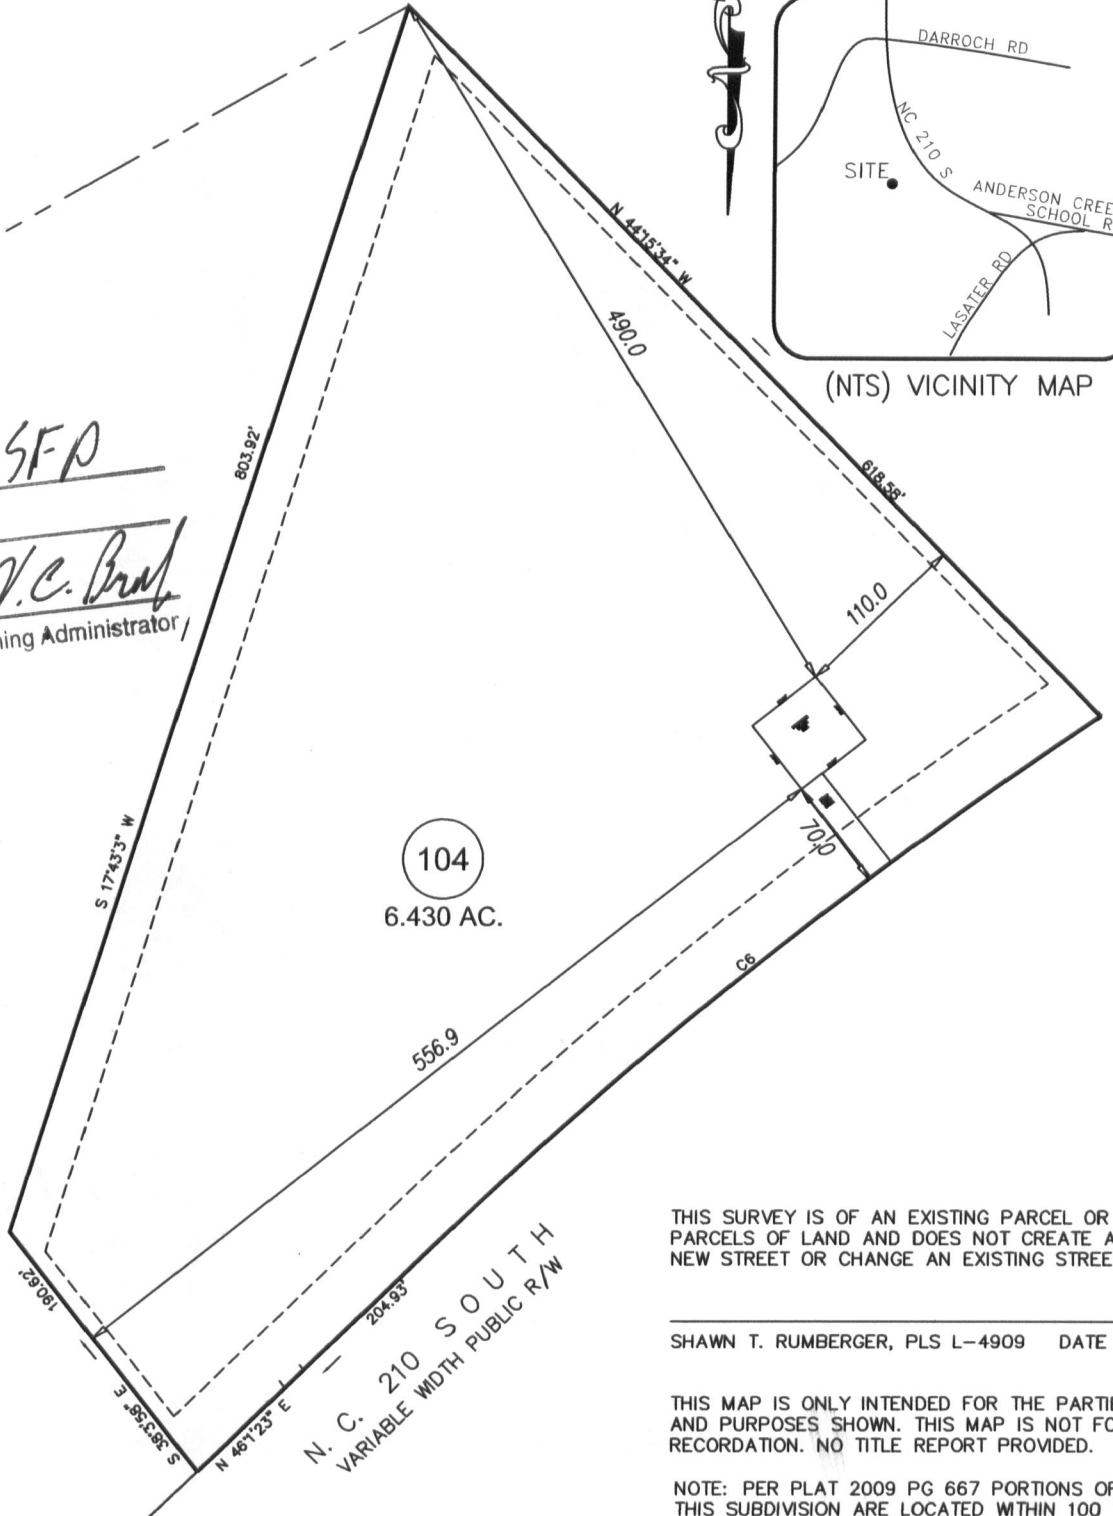 DARROCH RD
NC 210 S
SITE
ANDERSON CREE
SCHOOL R
LASATER RD
(NTS) VICINITY MAP
N 44°15'34" W
490.0
618.58'
803.92'
SFD
V.C. Brown
ning Administrator
110.0
S 17°43'3" W
70.0
104
6.430 AC.
C6
556.9
190.62'
S 38°3'58" E
204.93'
N 46°1'23" E
N. C. 210 SOUTH
VARIABLE WIDTH PUBLIC R/W
THIS SURVEY IS OF AN EXISTING PARCEL OR
PARCELS OF LAND AND DOES NOT CREATE A
NEW STREET OR CHANGE AN EXISTING STREE
SHAWN T. RUMBERGER, PLS L-4909 DATE
THIS MAP IS ONLY INTENDED FOR THE PARTIE
AND PURPOSES SHOWN. THIS MAP IS NOT FO
RECORDATION. NO TITLE REPORT PROVIDED.
NOTE: PER PLAT 2009 PG 667 PORTIONS OF
THIS SUBDIVISION ARE LOCATED WITHIN 100